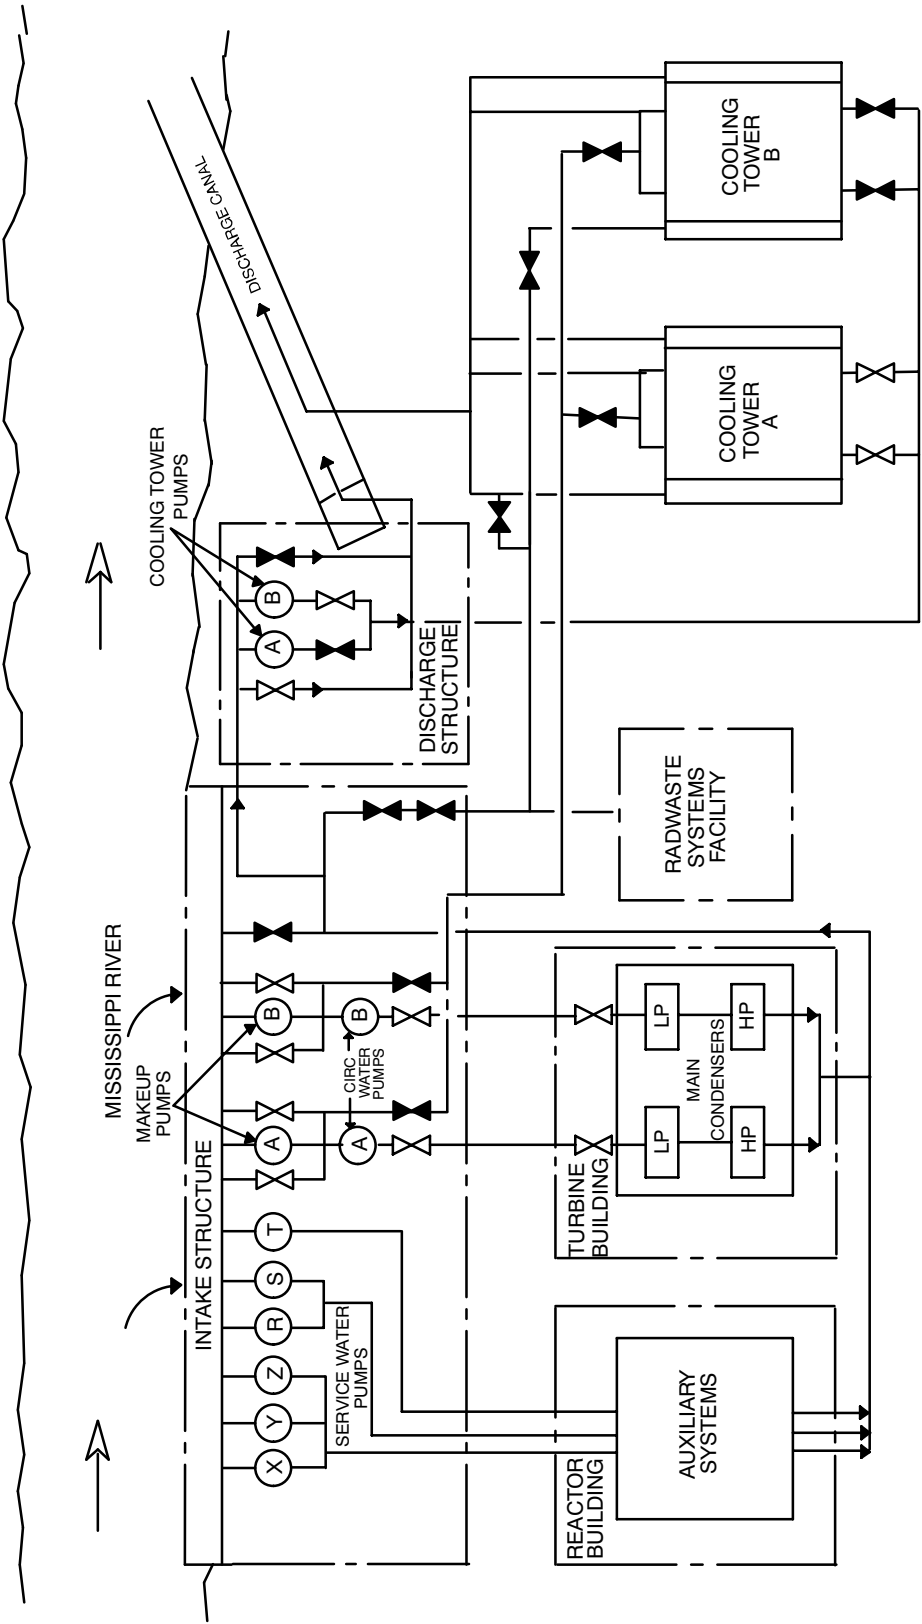 MISSISSIPPI RIVER
INTAKE STRUCTURE
MAKEUP
PUMPS
X
Y
Z
R
S
T
A
B
SERVICE WATER
PUMPS
A
B
CIRC
WATER
PUMPS
COOLING TOWER
PUMPS
A
B
DISCHARGE
STRUCTURE
DISCHARGE CANAL
REACTOR
BUILDING
AUXILIARY
SYSTEMS
TURBINE
BUILDING
LP
LP
MAIN
CONDENSERS
HP
HP
RADWASTE
SYSTEMS
FACILITY
COOLING
TOWER
A
COOLING
TOWER
B